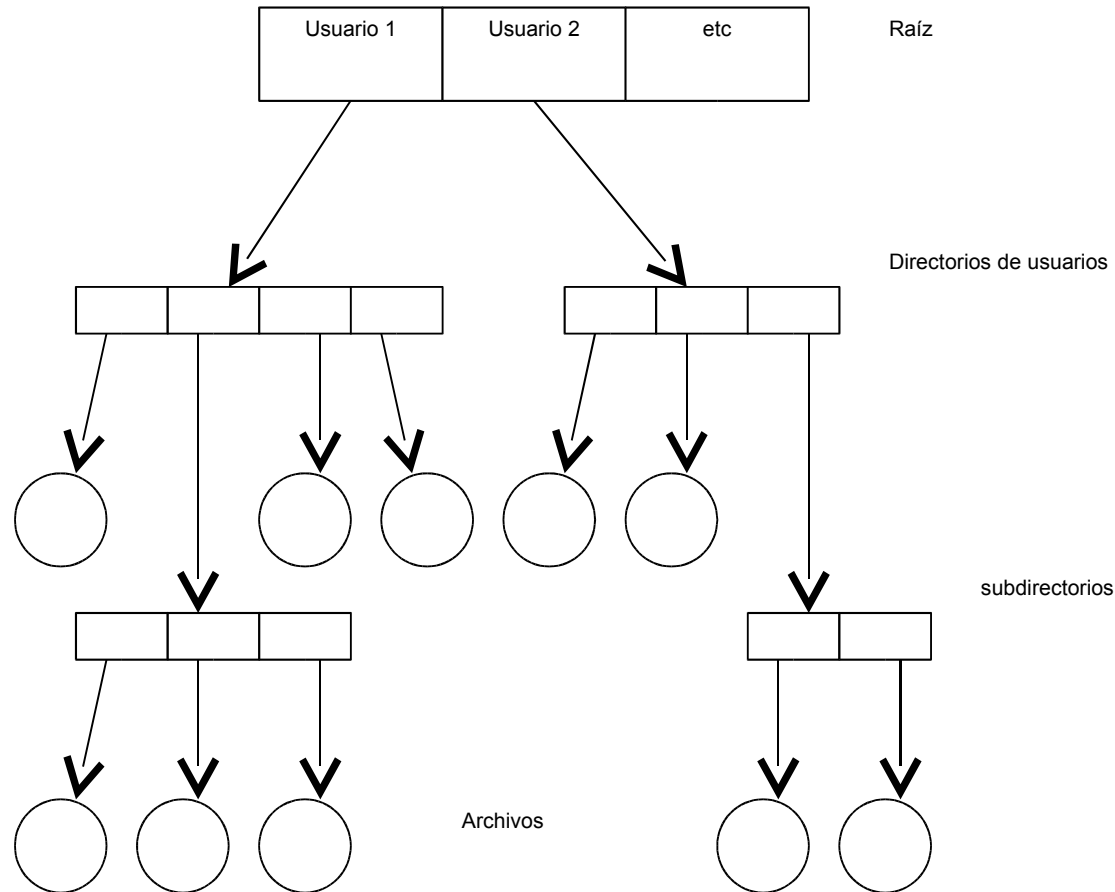 Usuario 1
Usuario 2
etc
Raíz
Directorios de usuarios
subdirectorios
Archivos